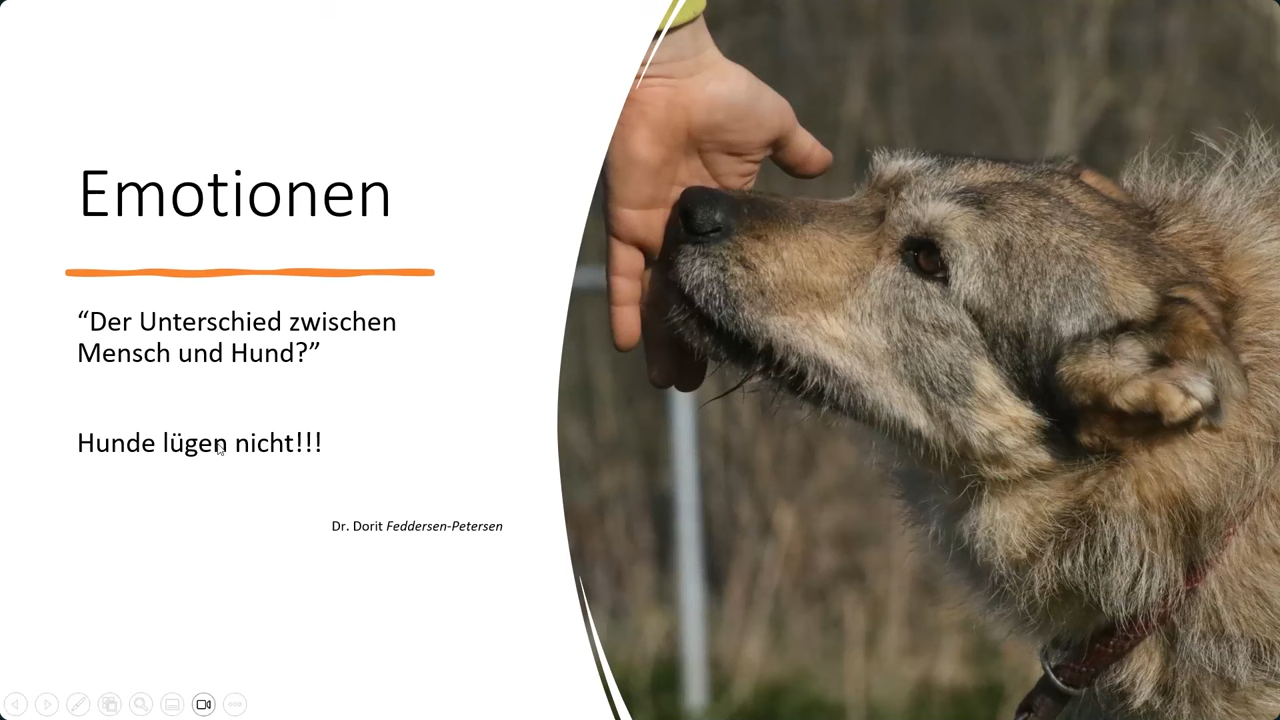 Emotionen
“Der Unterschied zwischen
Mensch und Hund?”
Hunde lügen nicht!!!
Dr. Dorit Feddersen-Petersen